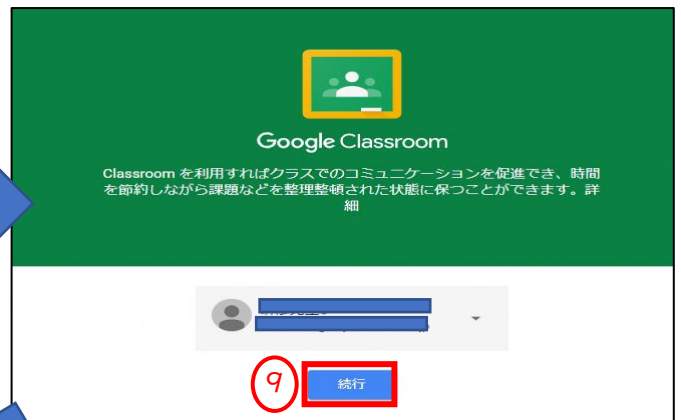 Google Classroom
Classroom を利用すればクラスでのコミュニケーションを促進でき、時間
を節約しながら課題などを整理整頓された状態に保つことができます。詳
細
9 続行